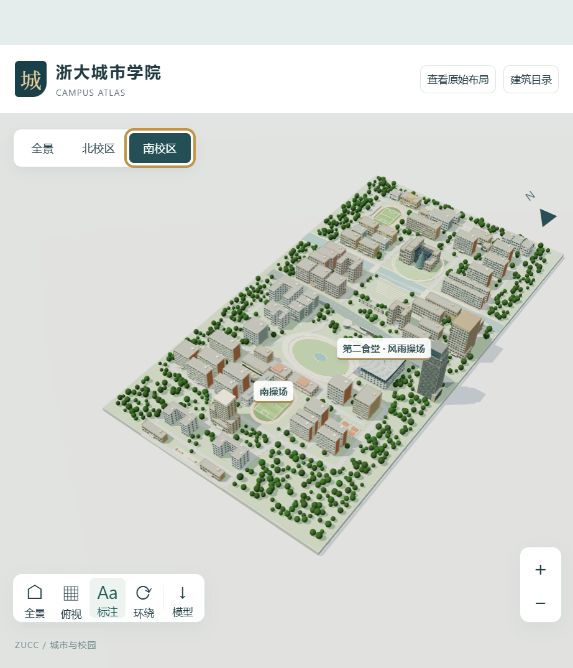 城
浙大城市学院
CAMPUS ATLAS
查看原始布局
建筑目录
全景
北校区
南校区
N
第二食堂·风雨操场
南操场
全景
俯视
Aa
标注
环绕
↓
模型
+
−
ZUCC / 城市与校园